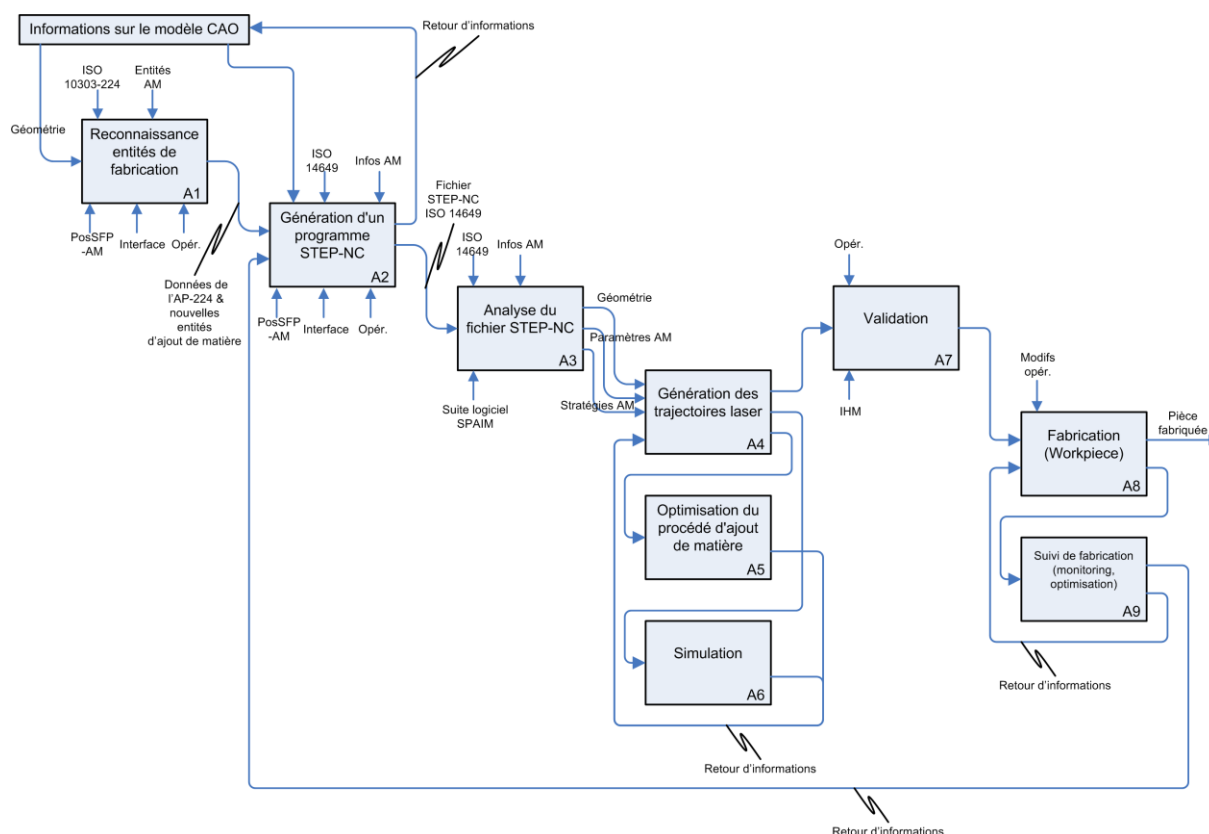 Informations sur le modèle CAO
Retour d'informations
ISO
10303-224
Entités
AM
Géométrie
Reconnaissance
entités de
fabrication
A1
PosSFP
-AM
Interface
Opér.
ISO
14649
Infos AM
Génération d'un
programme
STEP-NC
A2
Données de
l'AP-224 &
nouvelles
entités
d'ajout de matière
PosSFP
-AM
Interface
Opér.
Fichier
STEP-NC
ISO 14649
ISO
14649
Infos AM
Analyse du
fichier STEP-NC
A3
Suite logiciel
SPAIM
Géométrie
Paramètres AM
Stratégies AM
Génération des
trajectoires laser
A4
Optimisation du
procédé d'ajout
de matière
A5
Simulation
A6
Retour d'informations
Opér.
Validation
A7
IHM
Modifs
opér.
Fabrication
(Workpiece)
A8
Pièce
fabriquée
Suivi de fabrication
(monitoring,
optimisation)
A9
Retour d'informations
Retour d'informations